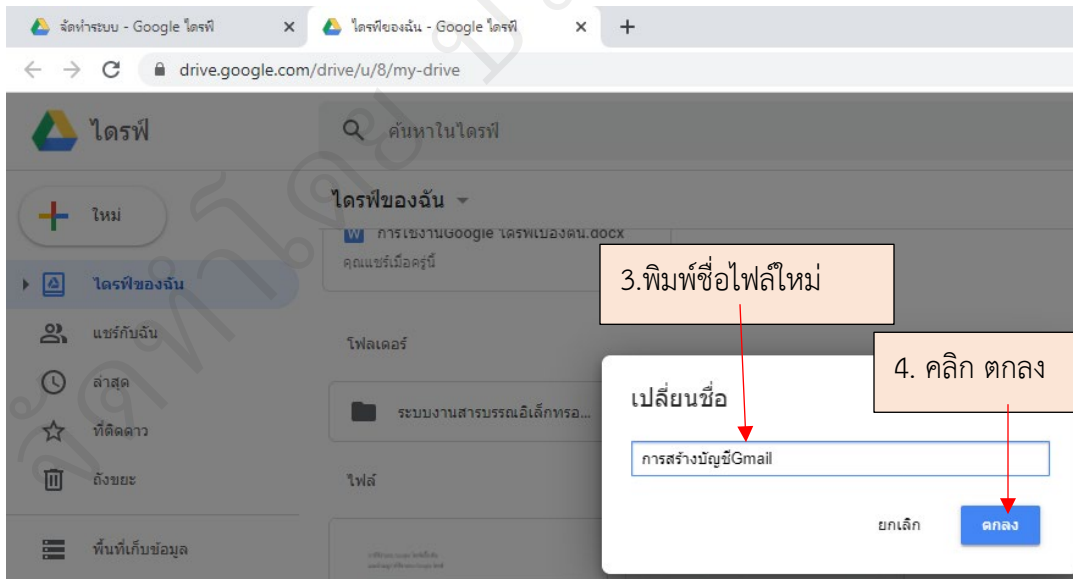 จัดทำระบบ - Google ไดรฟ์
ไดรฟ์ของฉัน - Google ไดรฟ์
drive.google.com/drive/u/8/my-drive
ไดรฟ์
ค้นหาในไดรฟ์
ใหม่
ไดรฟ์ของฉัน
การใช้งานGoogle ไดรฟ์เบื้องต้น.docx
คุณแชร์เมื่อครู่นี้
3.พิมพ์ชื่อไฟล์ใหม่
ไดรฟ์ของฉัน
แชร์กับฉัน
โฟลเดอร์
4. คลิก ตกลง
ล่าสุด
เปลี่ยนชื่อ
ระบบงานสารบรรณอิเล็กทรอ...
ที่ติดดาว
การสร้างบัญชีGmail
ถังขยะ
ไฟล์
ยกเลิก
ตกลง
พื้นที่เก็บข้อมูล
จัดทำโดย